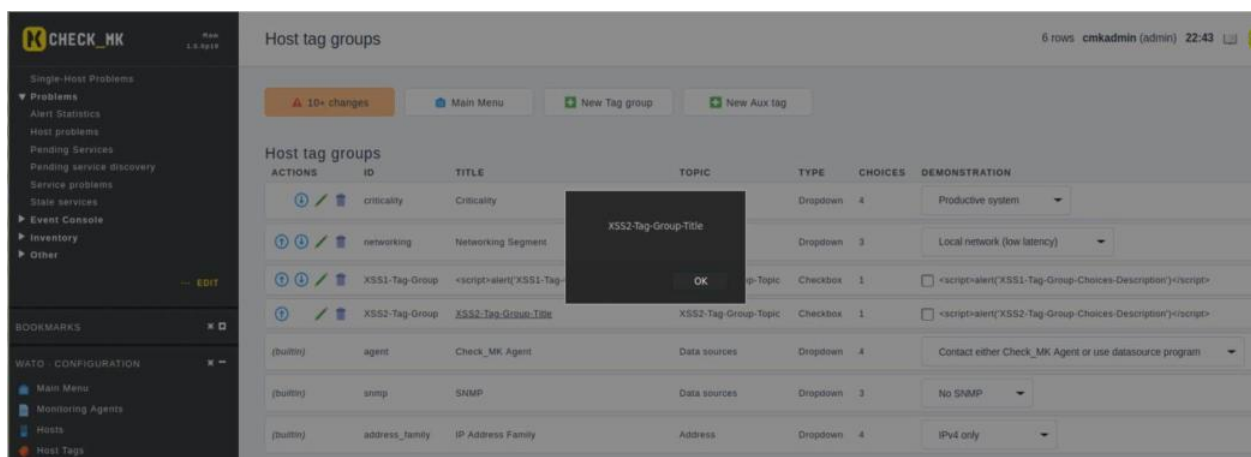 CHECK_MK
Host tag groups
6 rows cmkadmin (admin) 22:43
Single-Host Problems
Problems
Alert Statistics
Host problems
Pending Services
Pending service discovery
Service problems
Stale services
Event Console
Inventory
Other
EDIT
BOOKMARKS
WATO · CONFIGURATION
Main Menu
Monitoring Agents
Hosts
Host Tags
10+ changes
Main Menu
New Tag group
New Aux tag
Host tag groups
ACTIONS ID TITLE TOPIC TYPE CHOICES DEMONSTRATION
criticality Criticality Dropdown 4 Productive system
networking Networking Segment Dropdown 3 Local network (low latency)
XSS1-Tag-Group <script>alert('XSS1-Tag- p-Topic Checkbox 1 <script>alert('XSS1-Tag-Group-Choices-Description')</script>
XSS2-Tag-Group XSS2-Tag-Group-Title XSS2-Tag-Group-Topic Checkbox 1 <script>alert('XSS2-Tag-Group-Choices-Description')</script>
(builtin) agent Check_MK Agent Data sources Dropdown 4 Contact either Check_MK Agent or use datasource program
(builtin) snmp SNMP Data sources Dropdown 3 No SNMP
(builtin) address_family IP Address Family Address Dropdown 4 IPv4 only
XSS2-Tag-Group-Title
OK